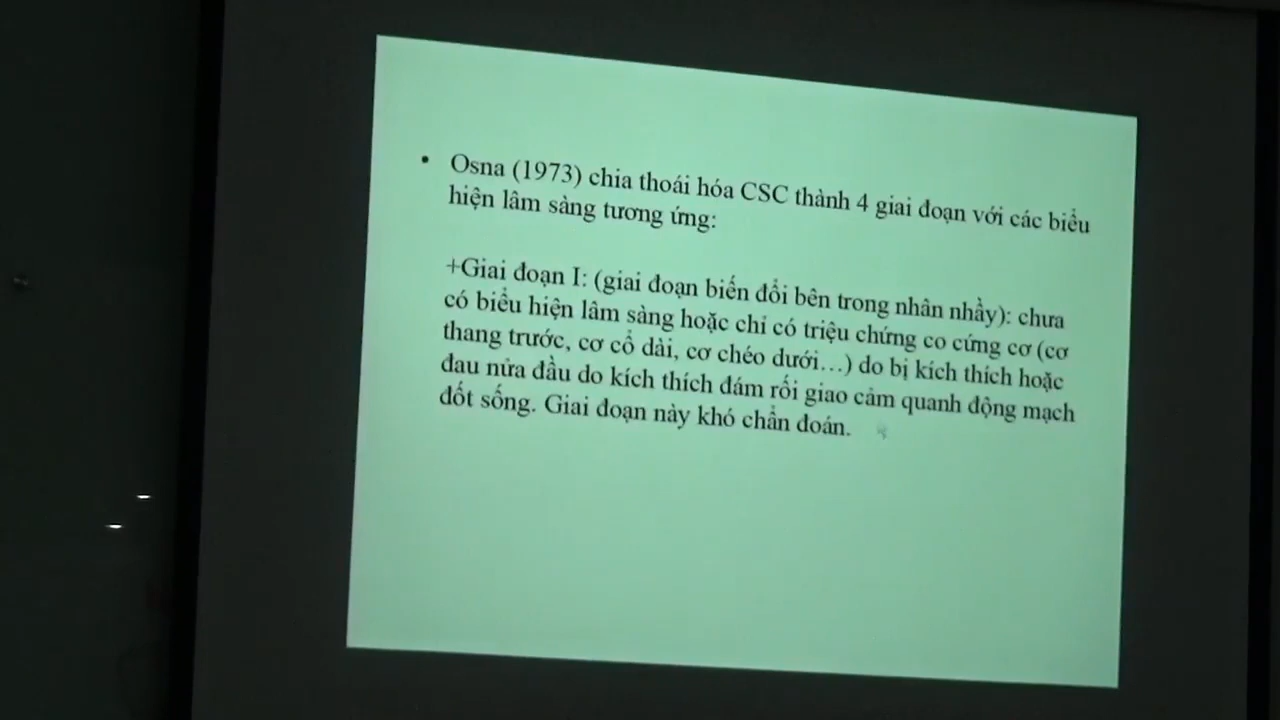 • Osna (1973) chia thoái hóa CSC thành 4 giai đoạn với các biểu
hiện lâm sàng tương ứng:
+Giai đoạn I: (giai đoạn biến đổi bên trong nhân nhầy): chưa
có biểu hiện lâm sàng hoặc chỉ có triệu chứng co cứng cơ (cơ
thang trước, cơ cổ dài, cơ chéo dưới…) do bị kích thích hoặc
đau nửa đầu do kích thích đám rối giao cảm quanh động mạch
đốt sống. Giai đoạn này khó chẩn đoán.